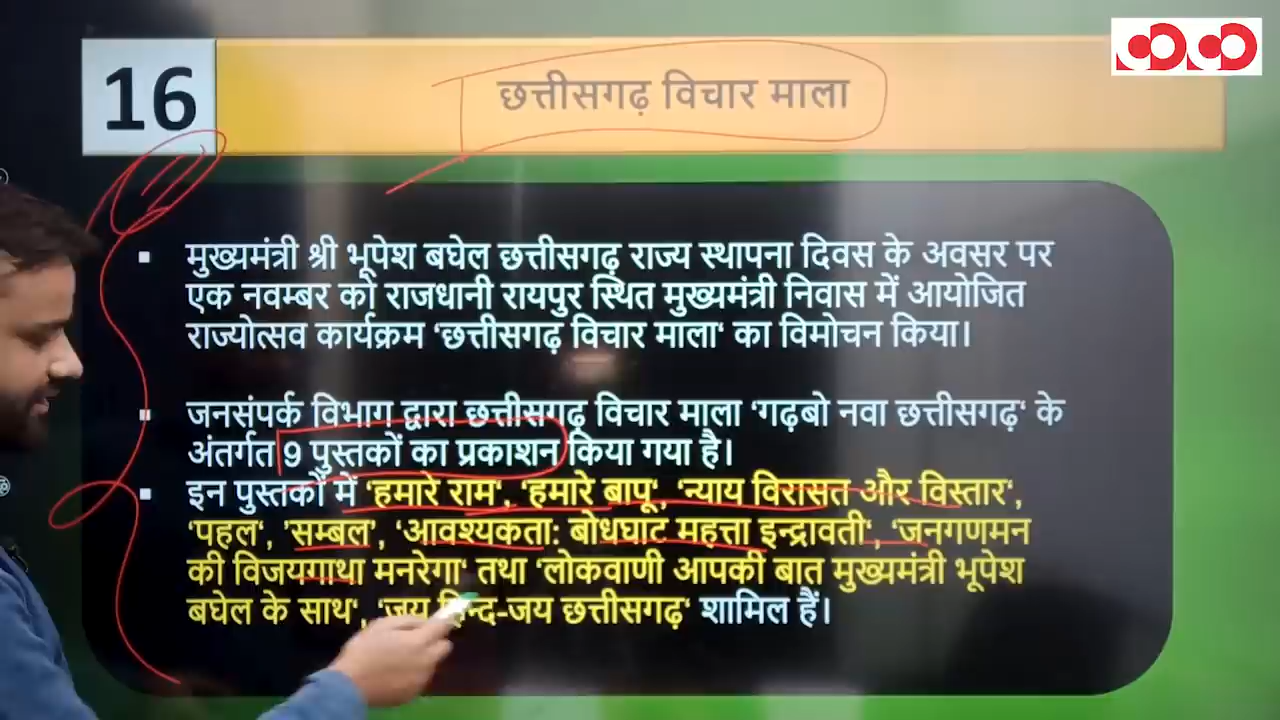 16
छत्तीसगढ़ विचार माला
▪ मुख्यमंत्री श्री भूपेश बघेल छत्तीसगढ़ राज्य स्थापना दिवस के अवसर पर
एक नवम्बर को राजधानी रायपुर स्थित मुख्यमंत्री निवास में आयोजित
राज्योत्सव कार्यक्रम ‘छत्तीसगढ़ विचार माला‘ का विमोचन किया।
▪ जनसंपर्क विभाग द्वारा छत्तीसगढ़ विचार माला ‘गढ़बो नवा छत्तीसगढ़‘ के
अंतर्गत 9 पुस्तकों का प्रकाशन किया गया है।
▪ इन पुस्तकों में ‘हमारे राम‘, ‘हमारे बापू‘, ‘न्याय विरासत और विस्तार‘,
‘पहल‘, ’सम्बल’, ‘आवश्यकता: बोधघाट महत्ता इन्द्रावती‘, ‘जनगणमन
की विजयगाथा मनरेगा‘ तथा ‘लोकवाणी आपकी बात मुख्यमंत्री भूपेश
बघेल के साथ‘, ‘जय हिन्द-जय छत्तीसगढ़‘ शामिल हैं।